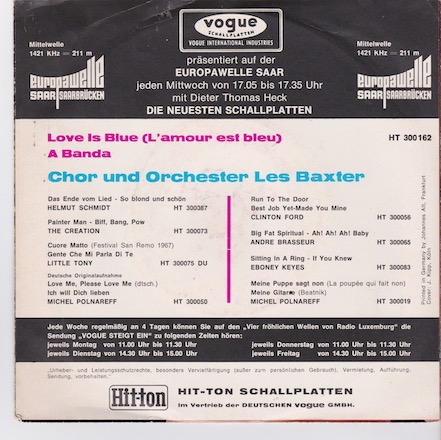 vogue
SCHALLPLATTEN
VOGUE INTERNATIONAL INDUSTRIES
Mittelwelle
1421 KHz — 211 m
europawelle
SAAR SAARBRÜCKEN
präsentiert auf der
EUROPAWELLE SAAR
jeden Mittwoch von 17.05 bis 17.35 Uhr
mit Dieter Thomas Heck
DIE NEUESTEN SCHALLPLATTEN
Mittelwelle
1421 KHz — 211 m
europawelle
SAAR SAARBRÜCKEN
Love Is Blue (L'amour est bleu)
A Banda
HT 300162
Chor und Orchester Les Baxter
Das Ende vom Lied - So blond und schön
HELMUT SCHMIDT HT 300387
Painter Man - Biff, Bang, Pow
THE CREATION HT 300073
Cuore Matto (Festival San Remo 1967)
Gente Che Mi Parla Di Te
LITTLE TONY HT 300075 DU
Deutsche Originalaufnahme
Love Me, Please Love Me (dtsch.)
Ich will Dich lieben
MICHEL POLNAREFF HT 300050
Run To The Door
Best Job Yet-Made You Mine
CLINTON FORD HT 300056
Big Fat Spiritual - Ah! Ah! Ah! Baby
ANDRE BRASSEUR HT 300065
Sitting In A Ring - If You Knew
EBONEY KEYES HT 300083
Meine Puppe sagt non (La poupée qui fait non)
Meine Gitarre (Beatnik)
MICHEL POLNAREFF HT 300019
Printed in Germany by Johannes Alt, Frankfurt
Cover: J. Kipp, Köln
Jede Woche regelmäßig an 4 Tagen können Sie auf den „Vier fröhlichen Wellen von Radio Luxemburg" die
Sendung „VOGUE STEIGT EIN" zu folgenden Zeiten hören:
jeweils Montag von 11.00 Uhr bis 11.30 Uhr jeweils Donnerstag von 11.00 Uhr bis 11.30 Uhr
jeweils Dienstag von 14.30 Uhr bis 15.00 Uhr jeweils Freitag von 14.30 Uhr bis 15.00 Uhr
„Urheber- und Leistungsschutzrechte, besonders Vervielfältigung (außer zum persönlichen Gebrauch), Vermietung, Aufführung,
Sendung, vorbehalten."
Hit-ton
HIT-TON SCHALLPLATTEN
im Vertrieb der DEUTSCHEN vogue GMBH.